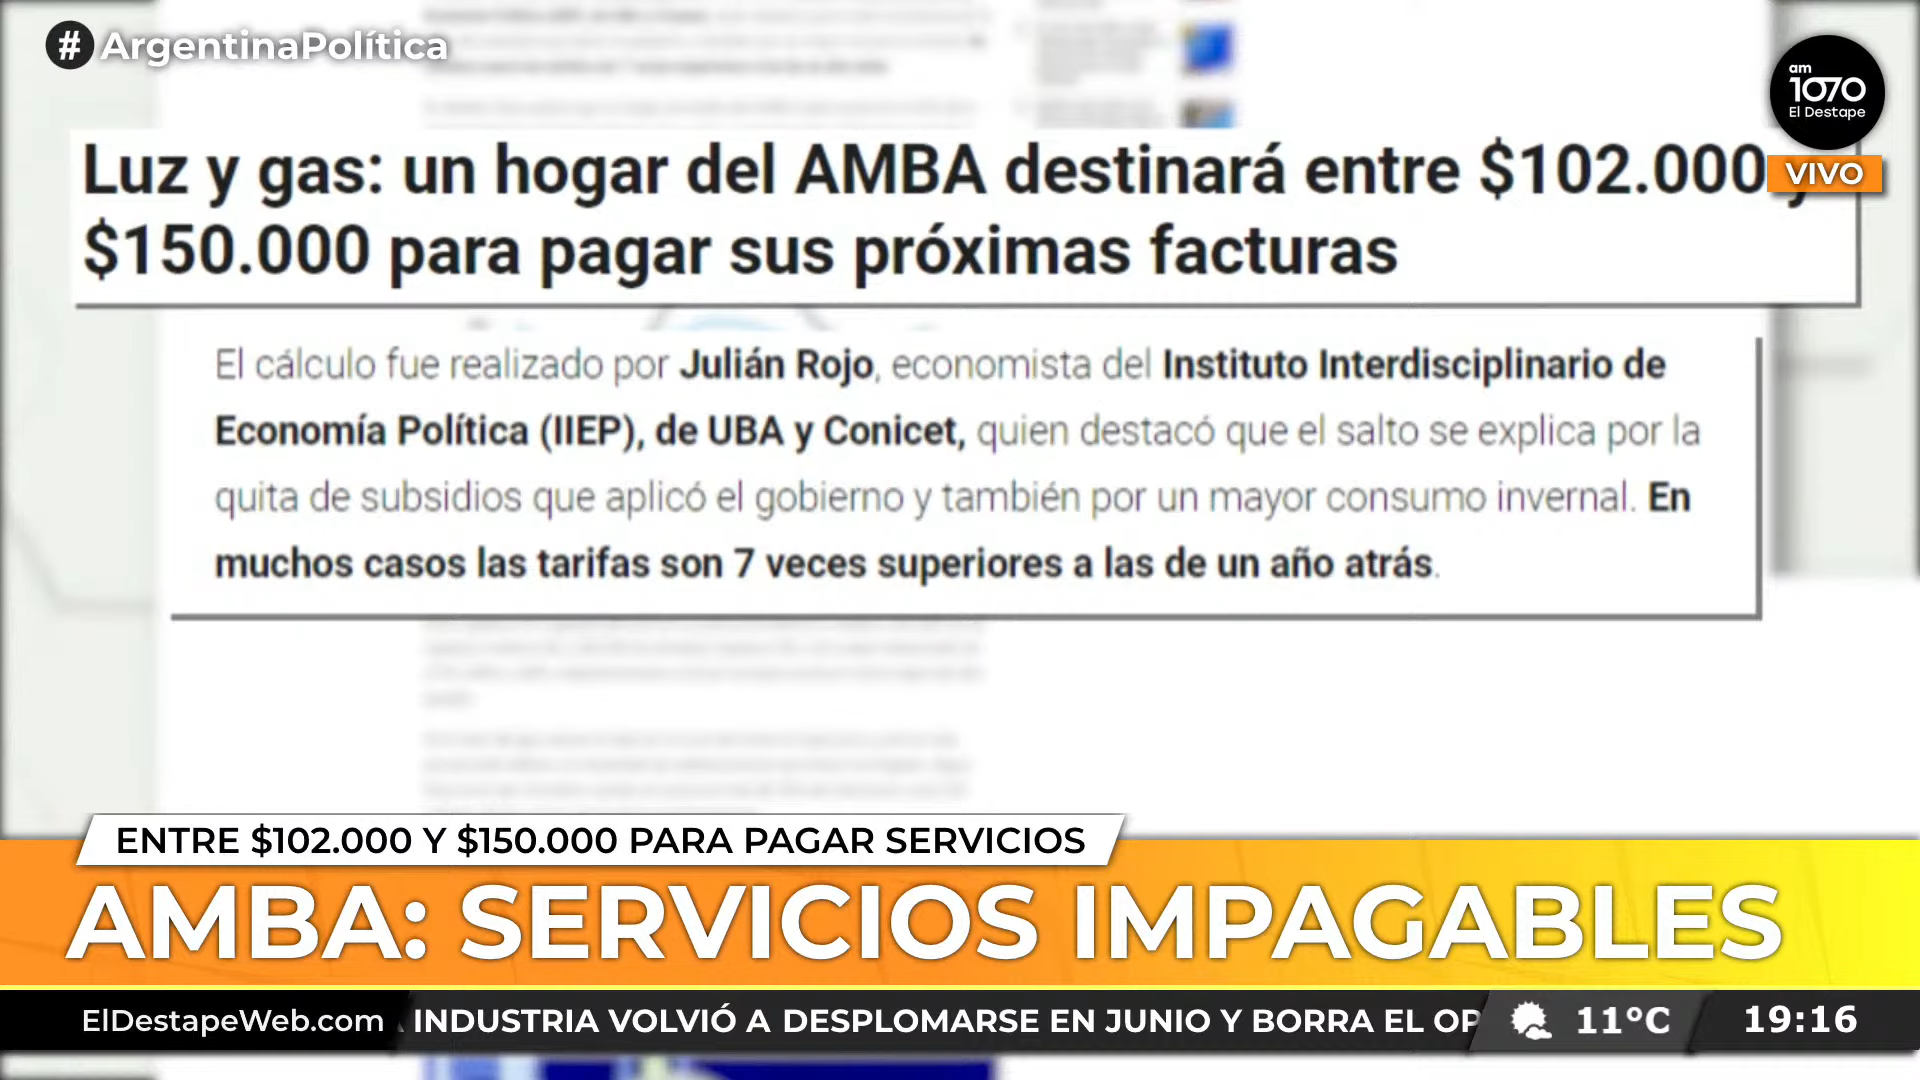 # ArgentinaPolítica
am
1070
El Destape
VIVO
Luz y gas: un hogar del AMBA destinará entre $102.000 y
$150.000 para pagar sus próximas facturas
El cálculo fue realizado por Julián Rojo, economista del Instituto Interdisciplinario de
Economía Política (IIEP), de UBA y Conicet, quien destacó que el salto se explica por la
quita de subsidios que aplicó el gobierno y también por un mayor consumo invernal. En
muchos casos las tarifas son 7 veces superiores a las de un año atrás.
ENTRE $102.000 Y $150.000 PARA PAGAR SERVICIOS
AMBA: SERVICIOS IMPAGABLES
ElDestapeWeb.com
INDUSTRIA VOLVIÓ A DESPLOMARSE EN JUNIO Y BORRA EL OP
11°C
19:16